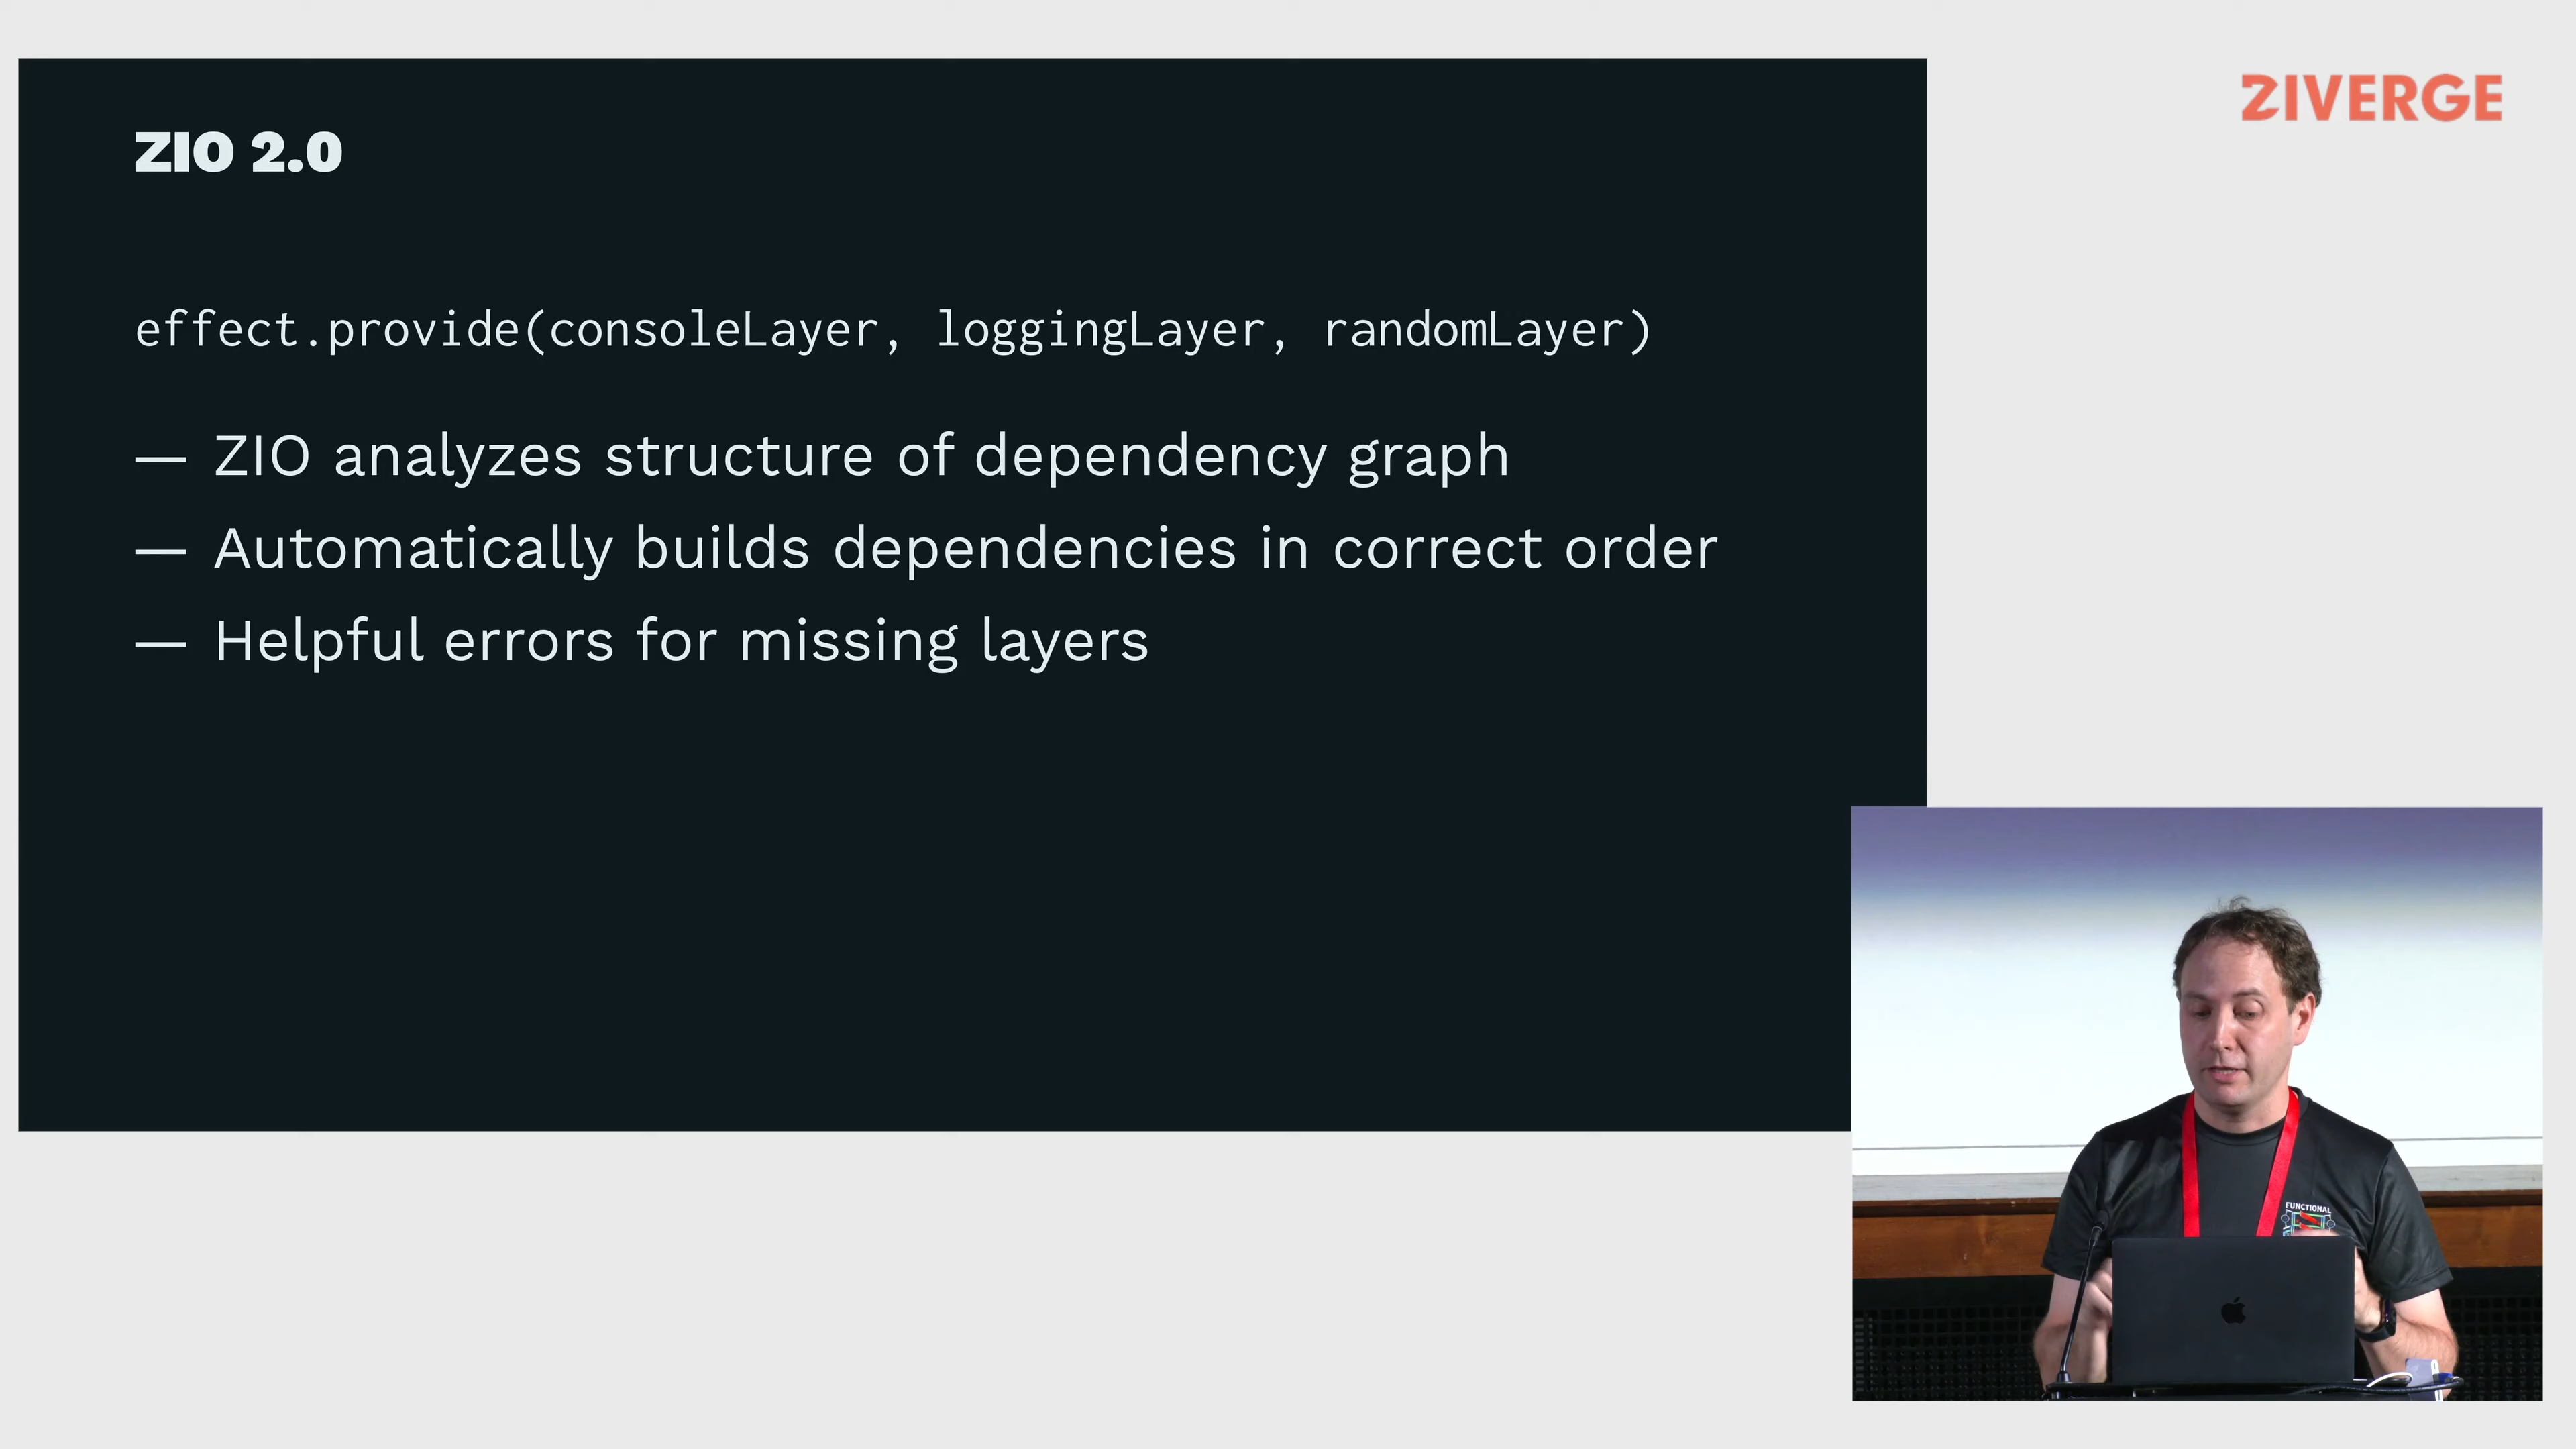 ZIVERGE
ZIO 2.0
effect.provide(consoleLayer, loggingLayer, randomLayer)
— ZIO analyzes structure of dependency graph
— Automatically builds dependencies in correct order
— Helpful errors for missing layers
FUNCTIONAL